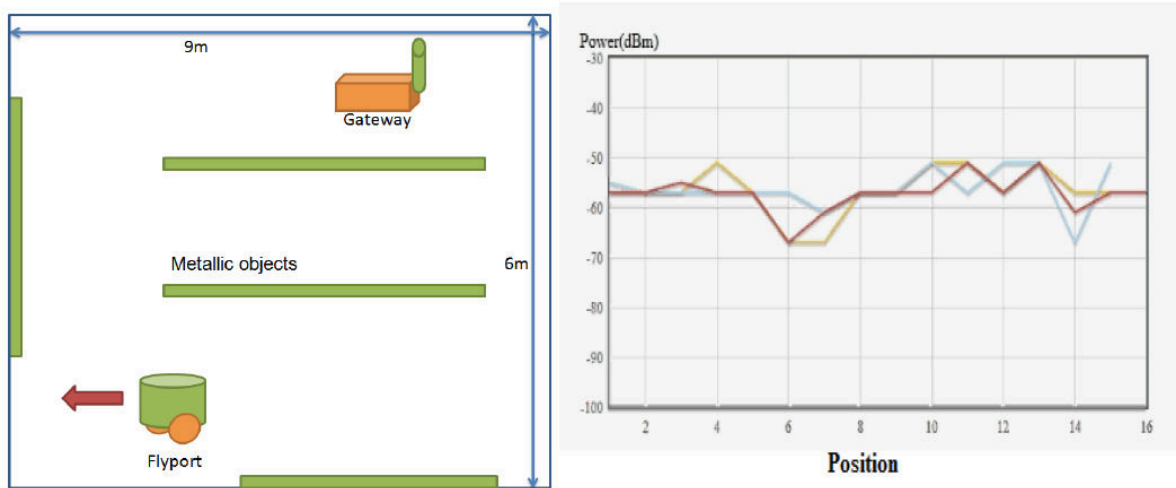 9m
Gateway
Metallic objects
6m
Flyport
Power(dBm)
-30
-40
-50
-60
-70
-80
-90
-100
2 4 6 8 10 12 14 16
Position